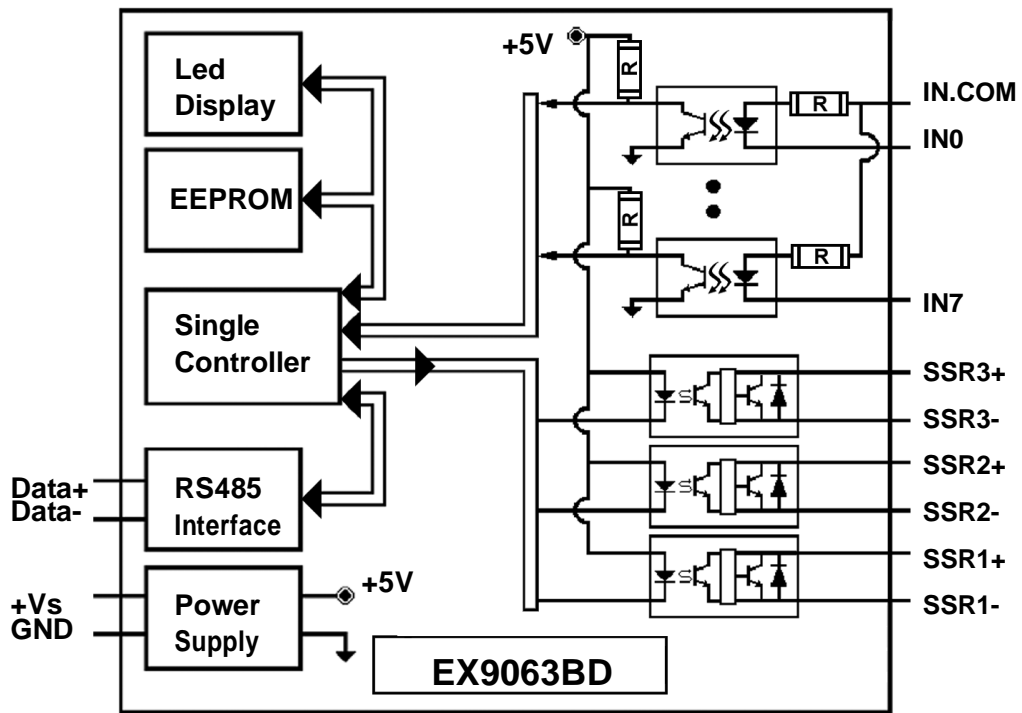 Led
Display
EEPROM
Single
Controller
RS485
Interface
Power
Supply
Data+
Data-
+Vs
GND
+5V
+5V
R
R
R
R
IN.COM
IN0
IN7
SSR3+
SSR3-
SSR2+
SSR2-
SSR1+
SSR1-
EX9063BD